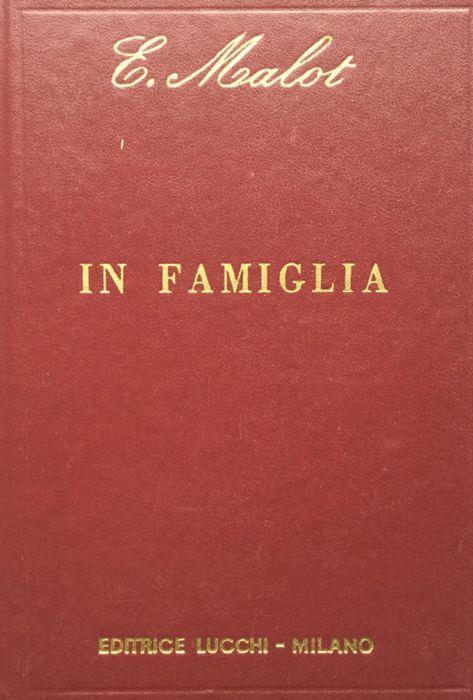 E. Malot
IN FAMIGLIA
EDITRICE LUCCHI - MILANO